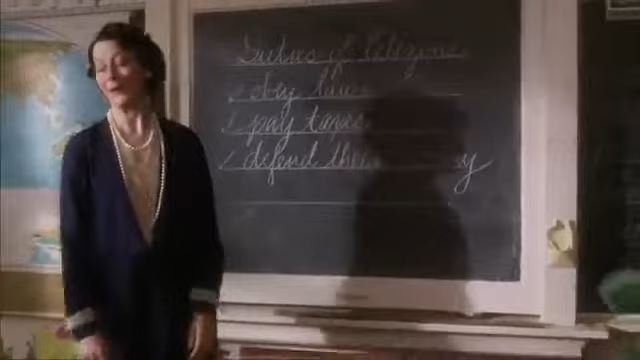 Duties of Citizens
✓ obey laws
✓ pay taxes
✓ defend the